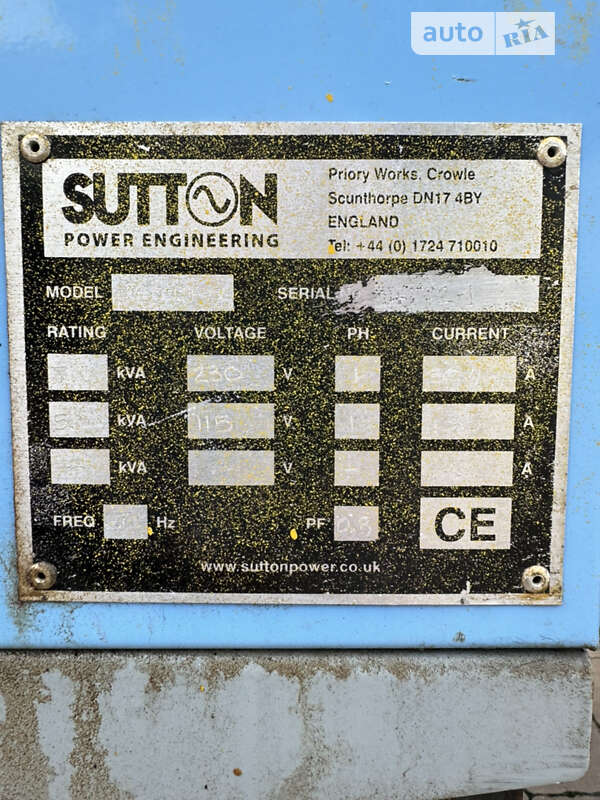 auto RIA
SUTTON
POWER ENGINEERING
Priory Works, Crowle
Scunthorpe DN17 4BY
ENGLAND
Tel: +44 (0) 1724 710010
MODEL SERIAL
RATING VOLTAGE PH CURRENT
kVA 230 V 1 A
kVA 115 V 1 A
kVA - V - A
FREQ Hz PF 0.8 CE
www.suttonpower.co.uk